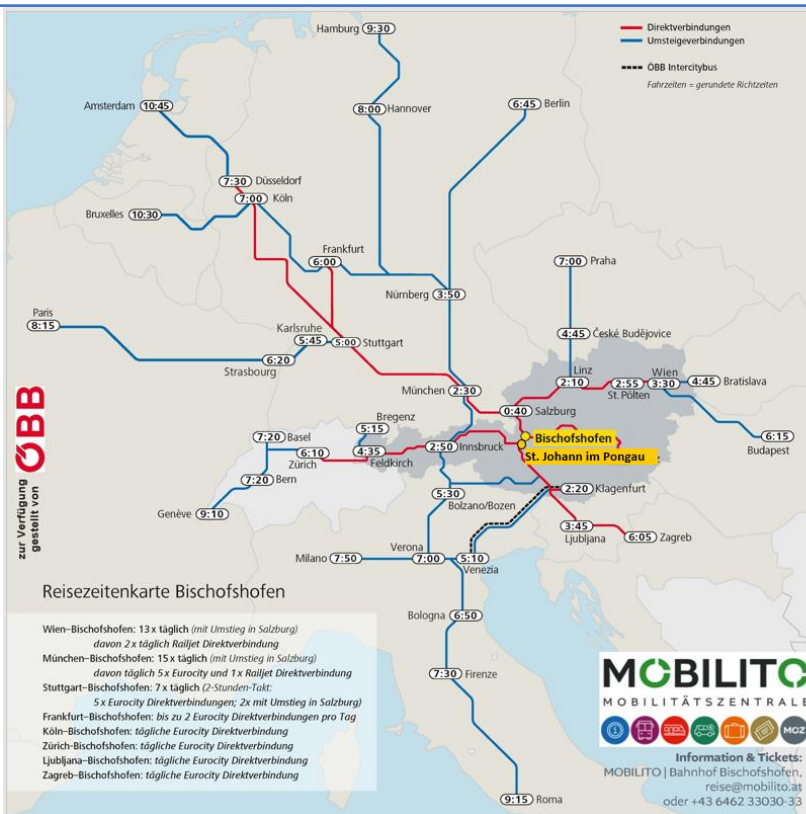 Direktverbindungen
Umsteigeverbindungen
ÖBB Intercitybus
Fahrzeiten = gerundete Richtzeiten
Hamburg 9:30
Amsterdam 10:45
8:00 Hannover
6:45 Berlin
7:30 Düsseldorf
7:00 Köln
Bruxelles 10:30
Frankfurt
6:00
7:00 Praha
Nürnberg 3:50
Paris
8:15
Karlsruhe
5:45
5:00 Stuttgart
6:20
Strasbourg
4:45 České Budějovice
Linz
2:10
2:55
St. Pölten
Wien
3:30
4:45 Bratislava
München 2:30
0:40 Salzburg
6:15
Budapest
Bregenz
5:15
7:20 Basel
6:10
Zürich
4:35
Feldkirch
2:50 Innsbruck
Bischofshofen
St. Johann im Pongau
7:20
Bern
Genève 9:10
5:30
Bolzano/Bozen
2:20 Klagenfurt
3:45
Ljubljana
6:05 Zagreb
Milano 7:50
Verona
7:00
5:10
Venezia
Bologna
6:50
7:30 Firenze
9:15 Roma
zur Verfügung
gestellt von
ÖBB
Reisezeitenkarte Bischofshofen
Wien–Bischofshofen: 13 x täglich (mit Umstieg in Salzburg)
davon 2 x täglich Railjet Direktverbindung
München–Bischofshofen: 15 x täglich (mit Umstieg in Salzburg)
davon täglich 5 x Eurocity und 1 x Railjet Direktverbindung
Stuttgart–Bischofshofen: 7 x täglich (2-Stunden-Takt:
5 x Eurocity Direktverbindungen; 2x mit Umstieg in Salzburg)
Frankfurt–Bischofshofen: bis zu 2 Eurocity Direktverbindungen pro Tag
Köln–Bischofshofen: tägliche Eurocity Direktverbindung
Zürich-Bischofshofen: tägliche Eurocity Direktverbindung
Ljubljana–Bischofshofen: tägliche Eurocity Direktverbindung
Zagreb–Bischofshofen: tägliche Eurocity Direktverbindung
MOBILITO
MOBILITÄTSZENTRALE
MOZ
Information & Tickets:
MOBILITO | Bahnhof Bischofshofen,
reise@mobilito.at
oder +43 6462 33030-33